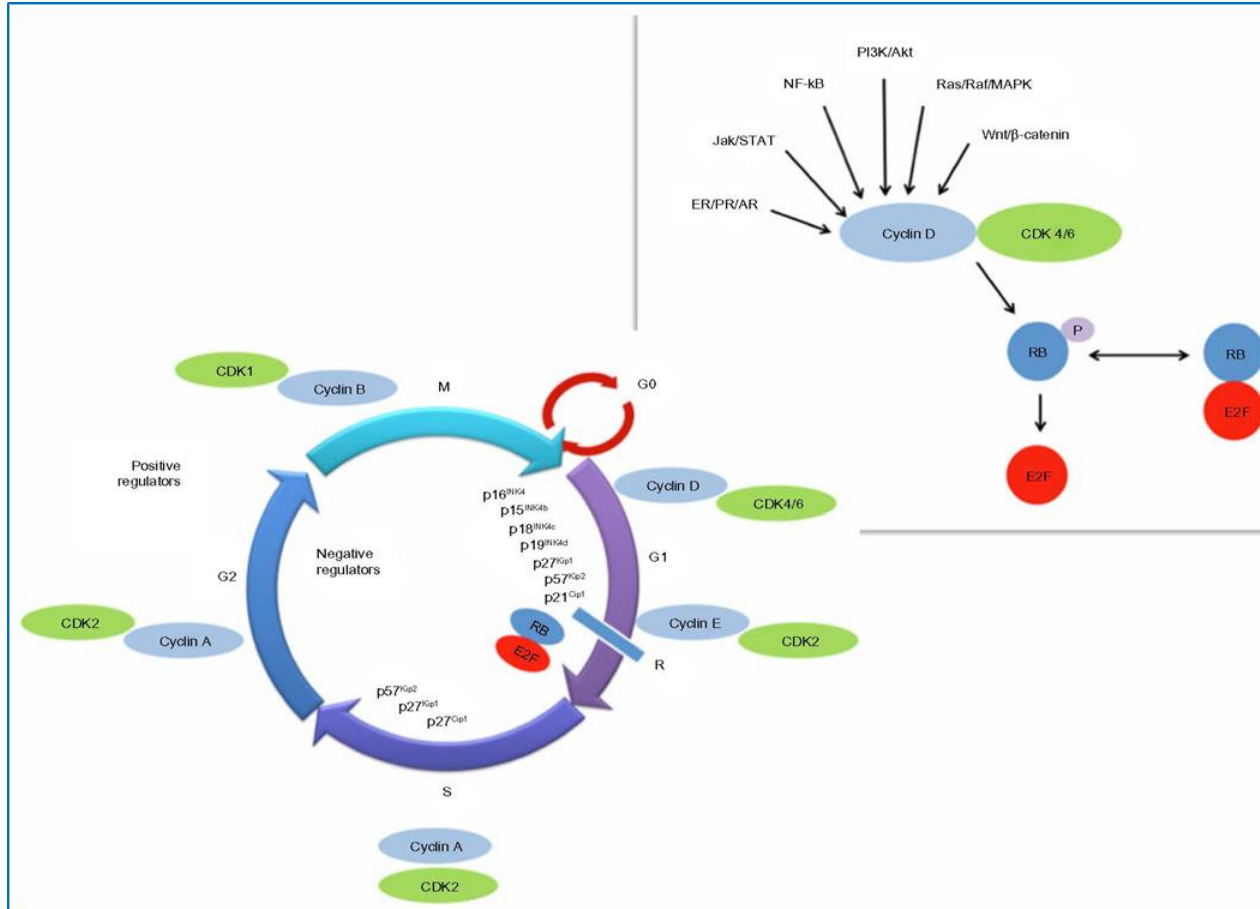 PI3K/Akt
NF-kB
Ras/Raf/MAPK
Jak/STAT
Wnt/β-catenin
ER/PR/AR
Cyclin D
CDK 4/6
P
RB
RB
E2F
E2F
CDK1
Cyclin B
M
G0
Positive
regulators
Cyclin D
CDK4/6
p16INK4
p15INK4b
p18INK4c
p19INK4d
p27Kip1
p57Kip2
p21Cip1
Negative
regulators
G2
G1
CDK2
Cyclin A
RB
E2F
Cyclin E
CDK2
R
p57Kip2
p27Kip1
p27Cip1
S
Cyclin A
CDK2